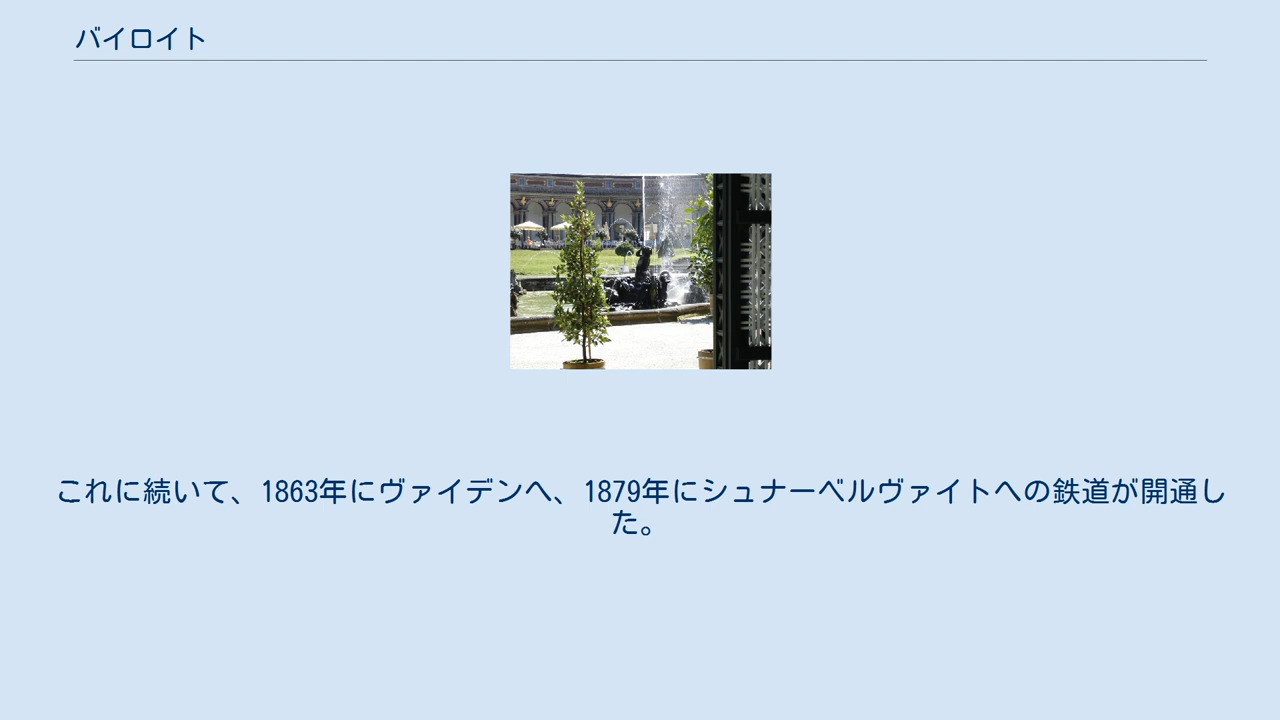 バイロイト
これに続いて、1863年にヴァイデンへ、1879年にシュナーベルヴァイトへの鉄道が開通し
た。